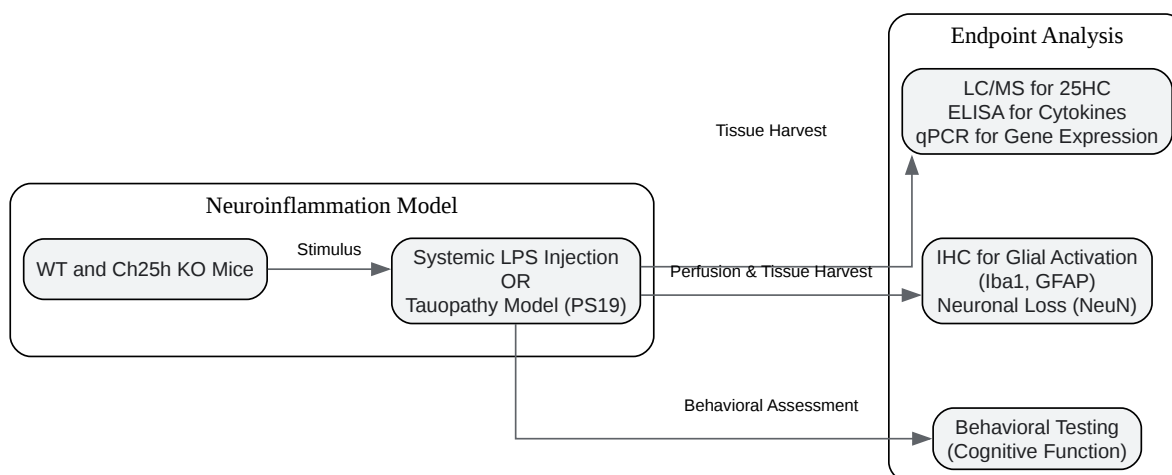 Endpoint Analysis
LC/MS for 25HC
ELISA for Cytokines
qPCR for Gene Expression
Tissue Harvest
Neuroinflammation Model
WT and Ch25h KO Mice
Stimulus
Systemic LPS Injection
OR
Tauopathy Model (PS19)
Perfusion & Tissue Harvest
IHC for Glial Activation
(Iba1, GFAP)
Neuronal Loss (NeuN)
Behavioral Assessment
Behavioral Testing
(Cognitive Function)